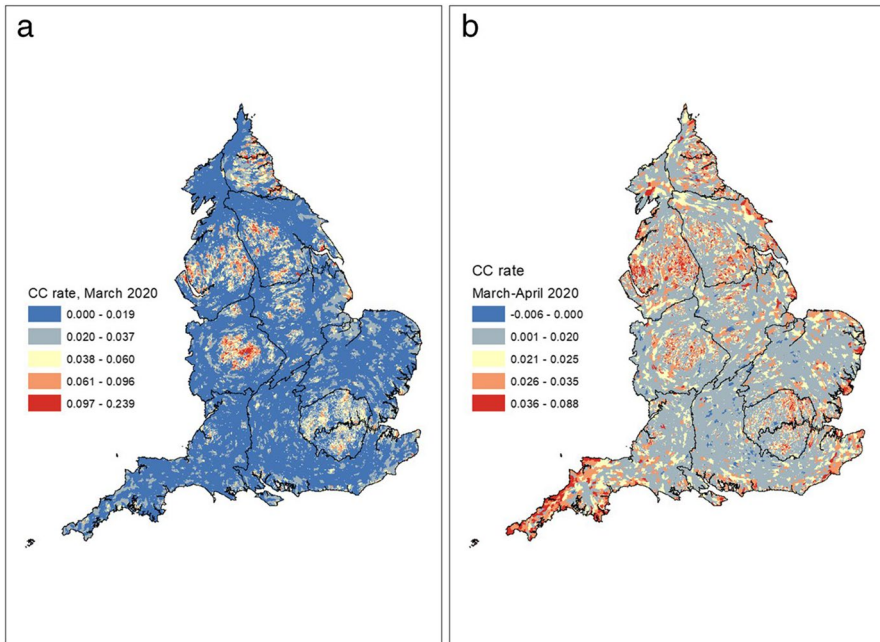 a
CC rate, March 2020
0.000 - 0.019
0.020 - 0.037
0.038 - 0.060
0.061 - 0.096
0.097 - 0.239
b
CC rate
March-April 2020
-0.006 - 0.000
0.001 - 0.020
0.021 - 0.025
0.026 - 0.035
0.036 - 0.088